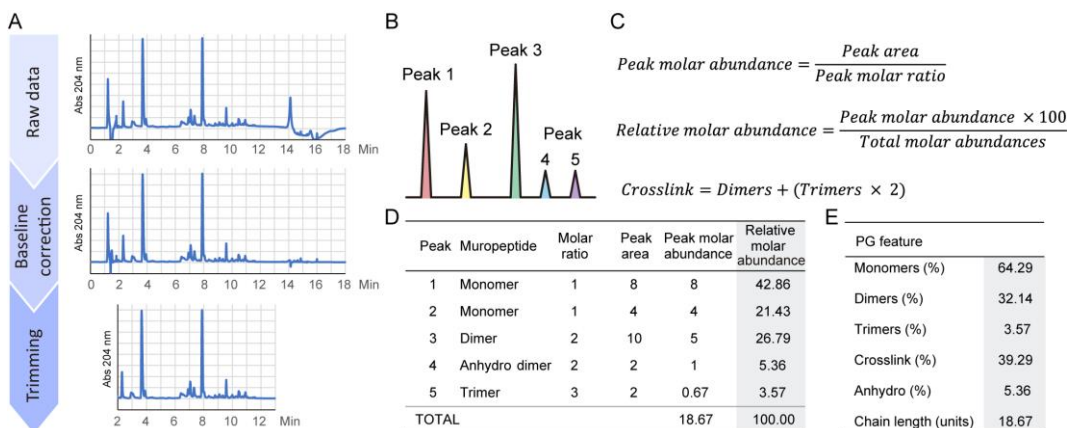 A
Raw data
Baseline correction
Trimming
Abs 204 nm
0 2 4 6 8 10 12 14 16 18 Min
Abs 204 nm
0 2 4 6 8 10 12 14 16 18 Min
Abs 204 nm
2 4 6 8 10 12 Min
B
Peak 1
Peak 2
Peak 3
Peak
4 5
C
Peak molar abundance = Peak area / Peak molar ratio
Relative molar abundance = Peak molar abundance × 100 / Total molar abundances
Crosslink = Dimers + (Trimers × 2)
D
Peak Muropeptide Molar ratio Peak area Peak molar abundance Relative molar abundance
1 Monomer 1 8 8 42.86
2 Monomer 1 4 4 21.43
3 Dimer 2 10 5 26.79
4 Anhydro dimer 2 2 1 5.36
5 Trimer 3 2 0.67 3.57
TOTAL 18.67 100.00
E
PG feature
Monomers (%) 64.29
Dimers (%) 32.14
Trimers (%) 3.57
Crosslink (%) 39.29
Anhydro (%) 5.36
Chain length (units) 18.67